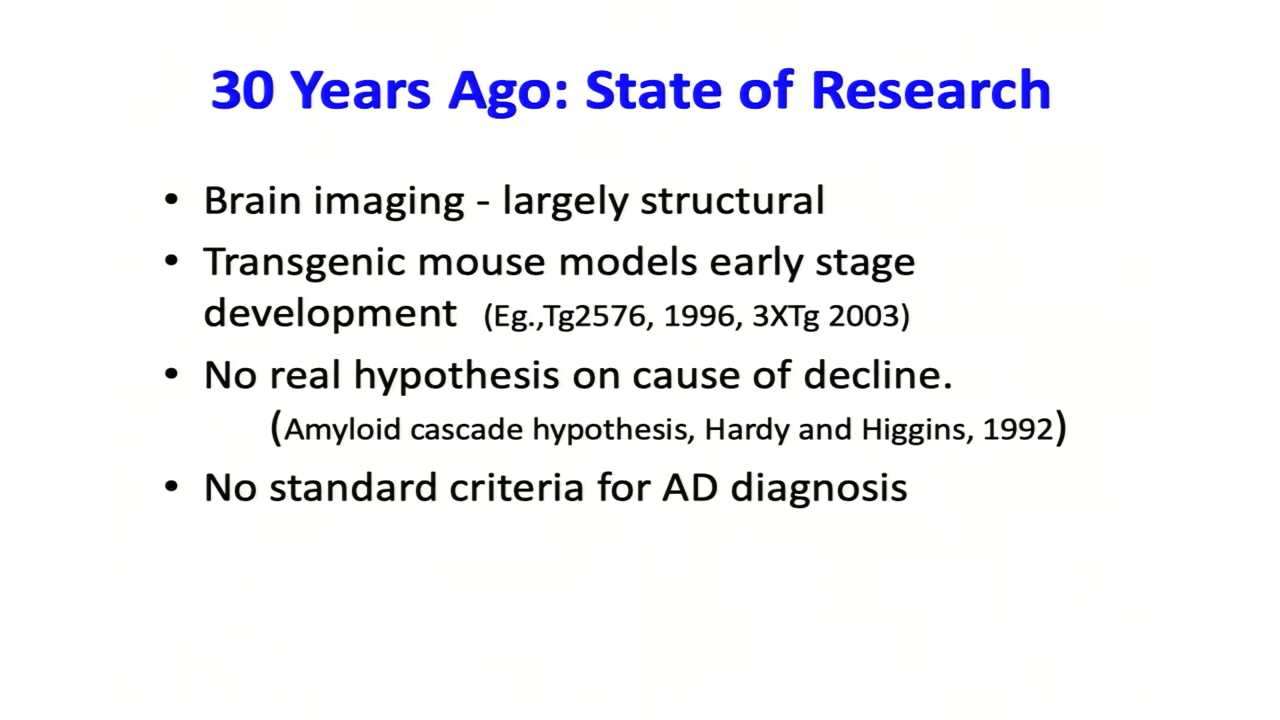 30 Years Ago: State of Research
• Brain imaging - largely structural
• Transgenic mouse models early stage
development (Eg.,Tg2576, 1996, 3XTg 2003)
• No real hypothesis on cause of decline.
(Amyloid cascade hypothesis, Hardy and Higgins, 1992)
• No standard criteria for AD diagnosis